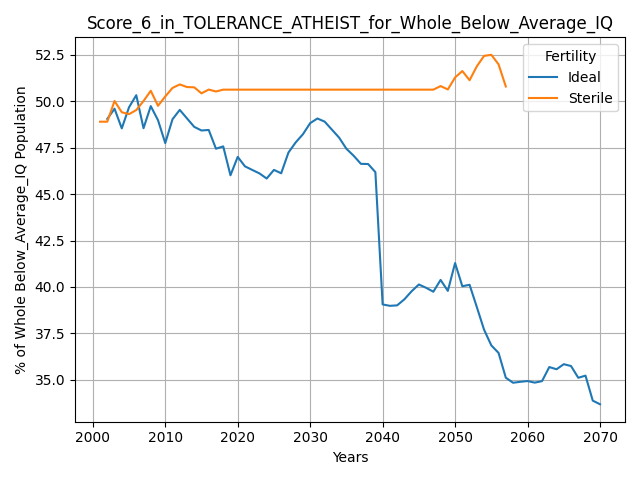 Score_6_in_TOLERANCE_ATHEIST_for_Whole_Below_Average_IQ
% of Whole Below_Average_IQ Population
52.5
50.0
47.5
45.0
42.5
40.0
37.5
35.0
Fertility
Ideal
Sterile
2000 2010 2020 2030 2040 2050 2060 2070
Years